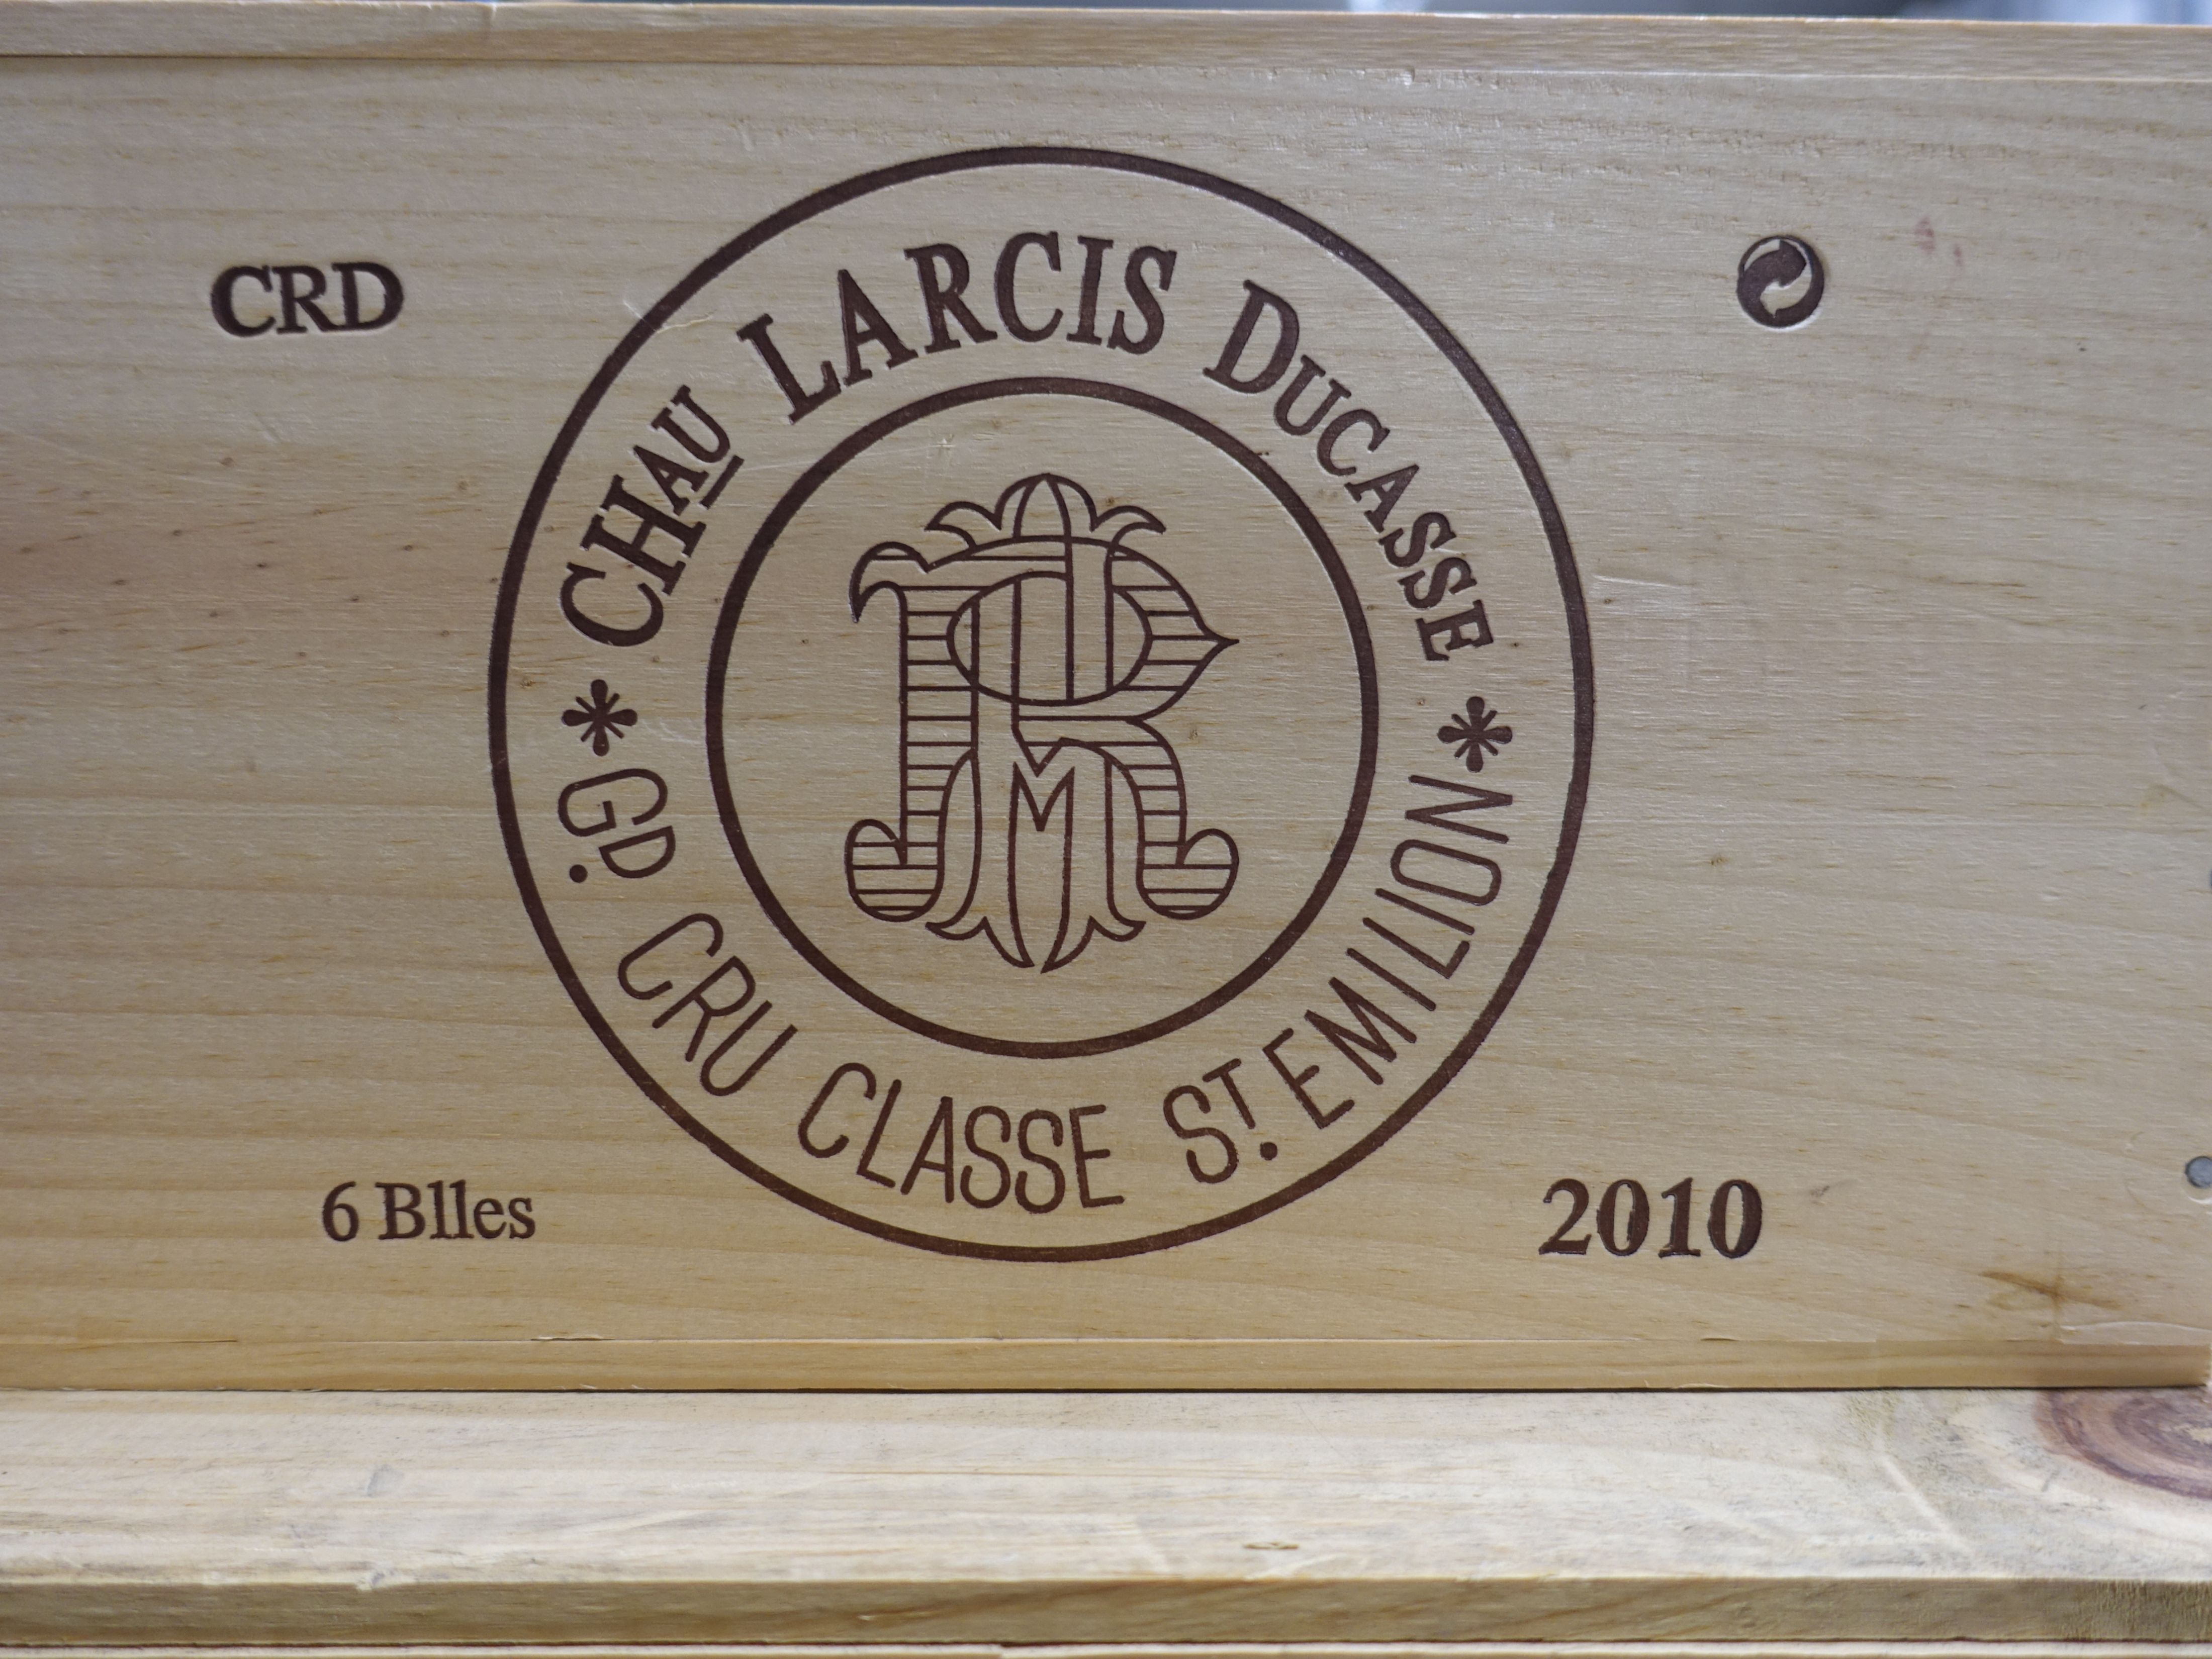 CRD
CHAU LARCIS DUCASSE
GD. CRU CLASSE ST. EMILION
6 Blles
2010